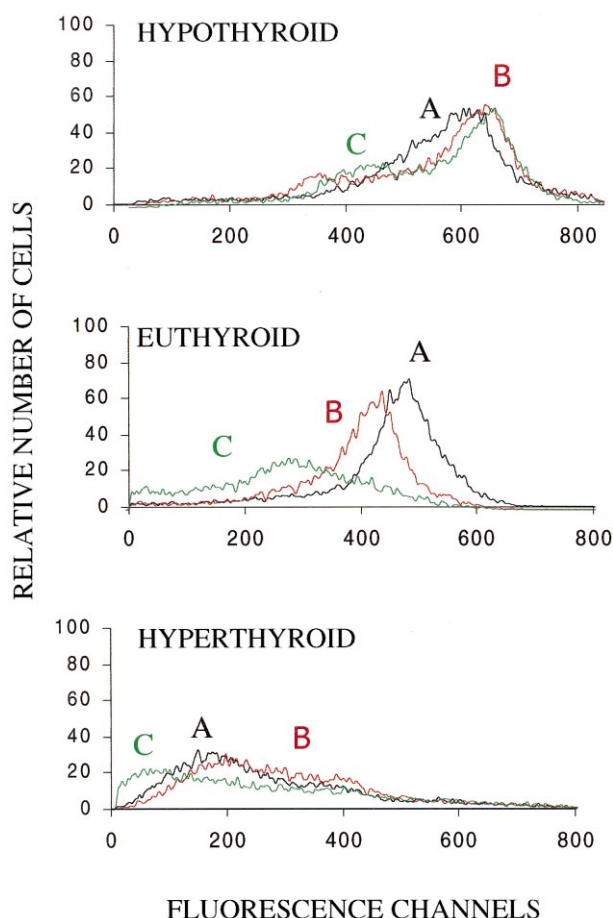 RELATIVE NUMBER OF CELLS
HYPOTHYROID
100
80
60
40
20
0
A
B
C
0 200 400 600 800
EUTHYROID
100
80
60
40
20
0
A
B
C
0 200 400 600 800
HYPERTHYROID
100
80
60
40
20
0
C
A
B
0 200 400 600 800
FLUORESCENCE CHANNELS